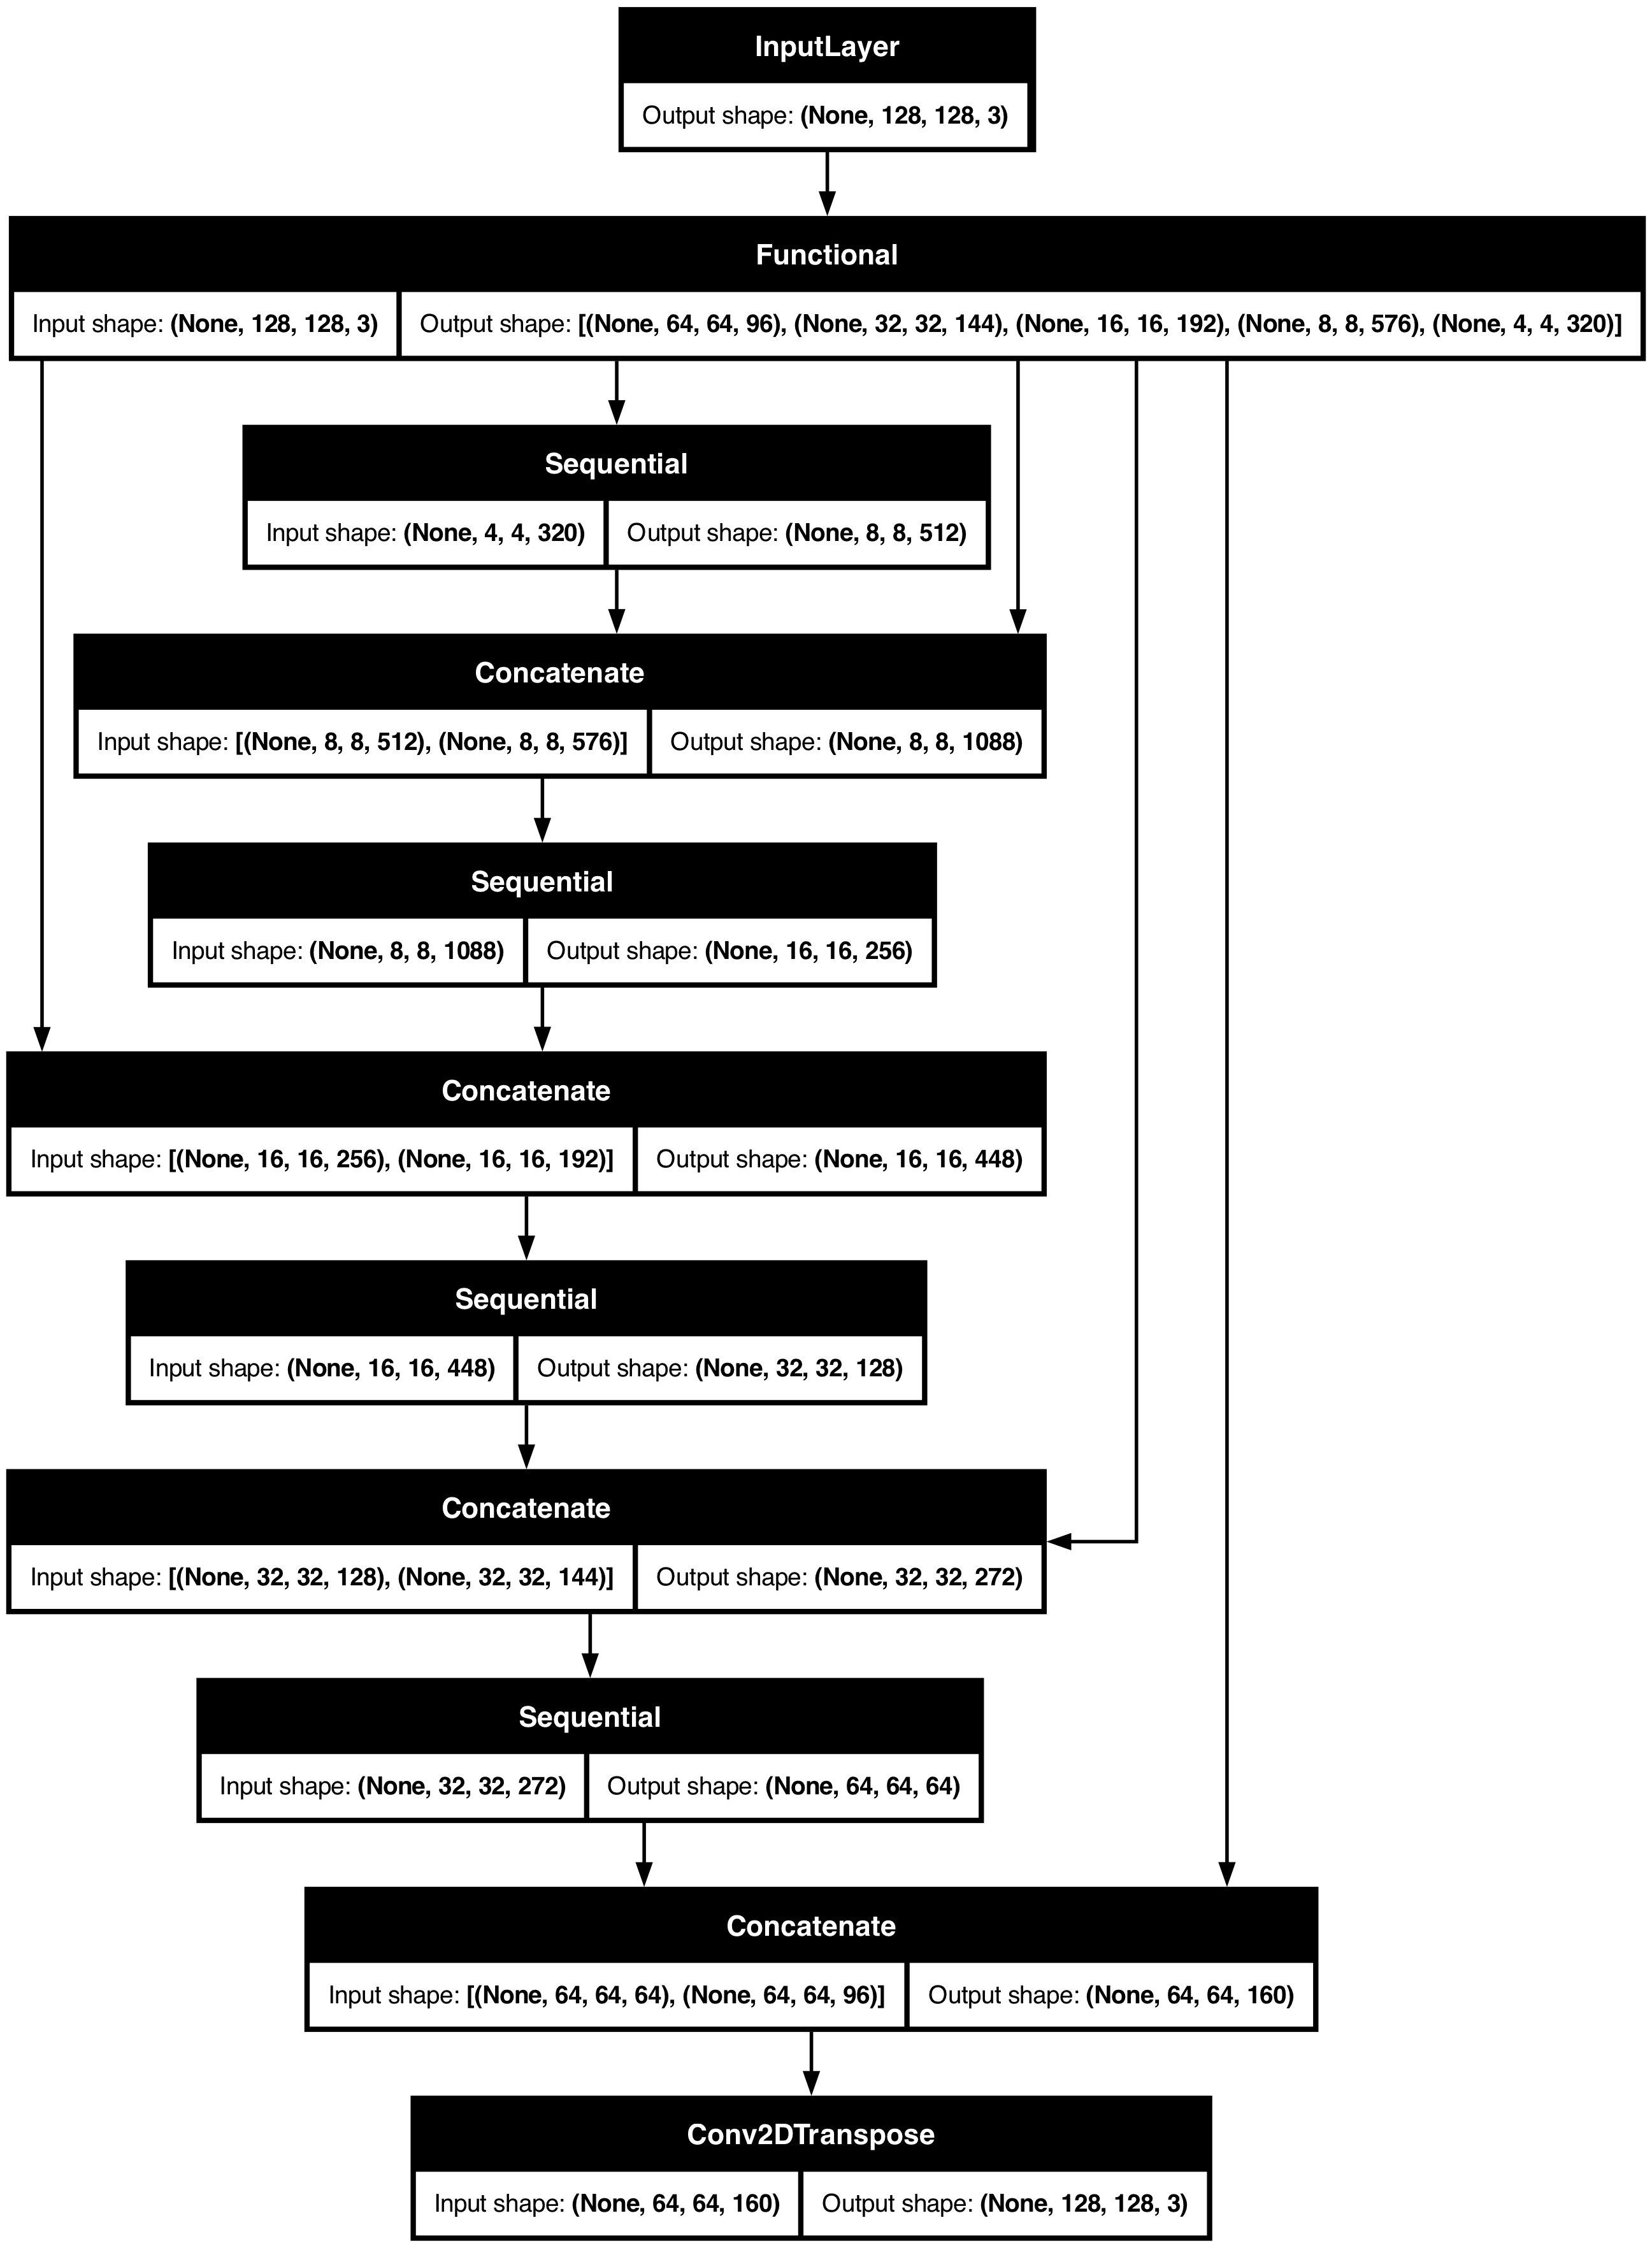 InputLayer
Output shape: (None, 128, 128, 3)
Functional
Input shape: (None, 128, 128, 3) Output shape: [(None, 64, 64, 96), (None, 32, 32, 144), (None, 16, 16, 192), (None, 8, 8, 576), (None, 4, 4, 320)]
Sequential
Input shape: (None, 4, 4, 320) Output shape: (None, 8, 8, 512)
Concatenate
Input shape: [(None, 8, 8, 512), (None, 8, 8, 576)] Output shape: (None, 8, 8, 1088)
Sequential
Input shape: (None, 8, 8, 1088) Output shape: (None, 16, 16, 256)
Concatenate
Input shape: [(None, 16, 16, 256), (None, 16, 16, 192)] Output shape: (None, 16, 16, 448)
Sequential
Input shape: (None, 16, 16, 448) Output shape: (None, 32, 32, 128)
Concatenate
Input shape: [(None, 32, 32, 128), (None, 32, 32, 144)] Output shape: (None, 32, 32, 272)
Sequential
Input shape: (None, 32, 32, 272) Output shape: (None, 64, 64, 64)
Concatenate
Input shape: [(None, 64, 64, 64), (None, 64, 64, 96)] Output shape: (None, 64, 64, 160)
Conv2DTranspose
Input shape: (None, 64, 64, 160) Output shape: (None, 128, 128, 3)